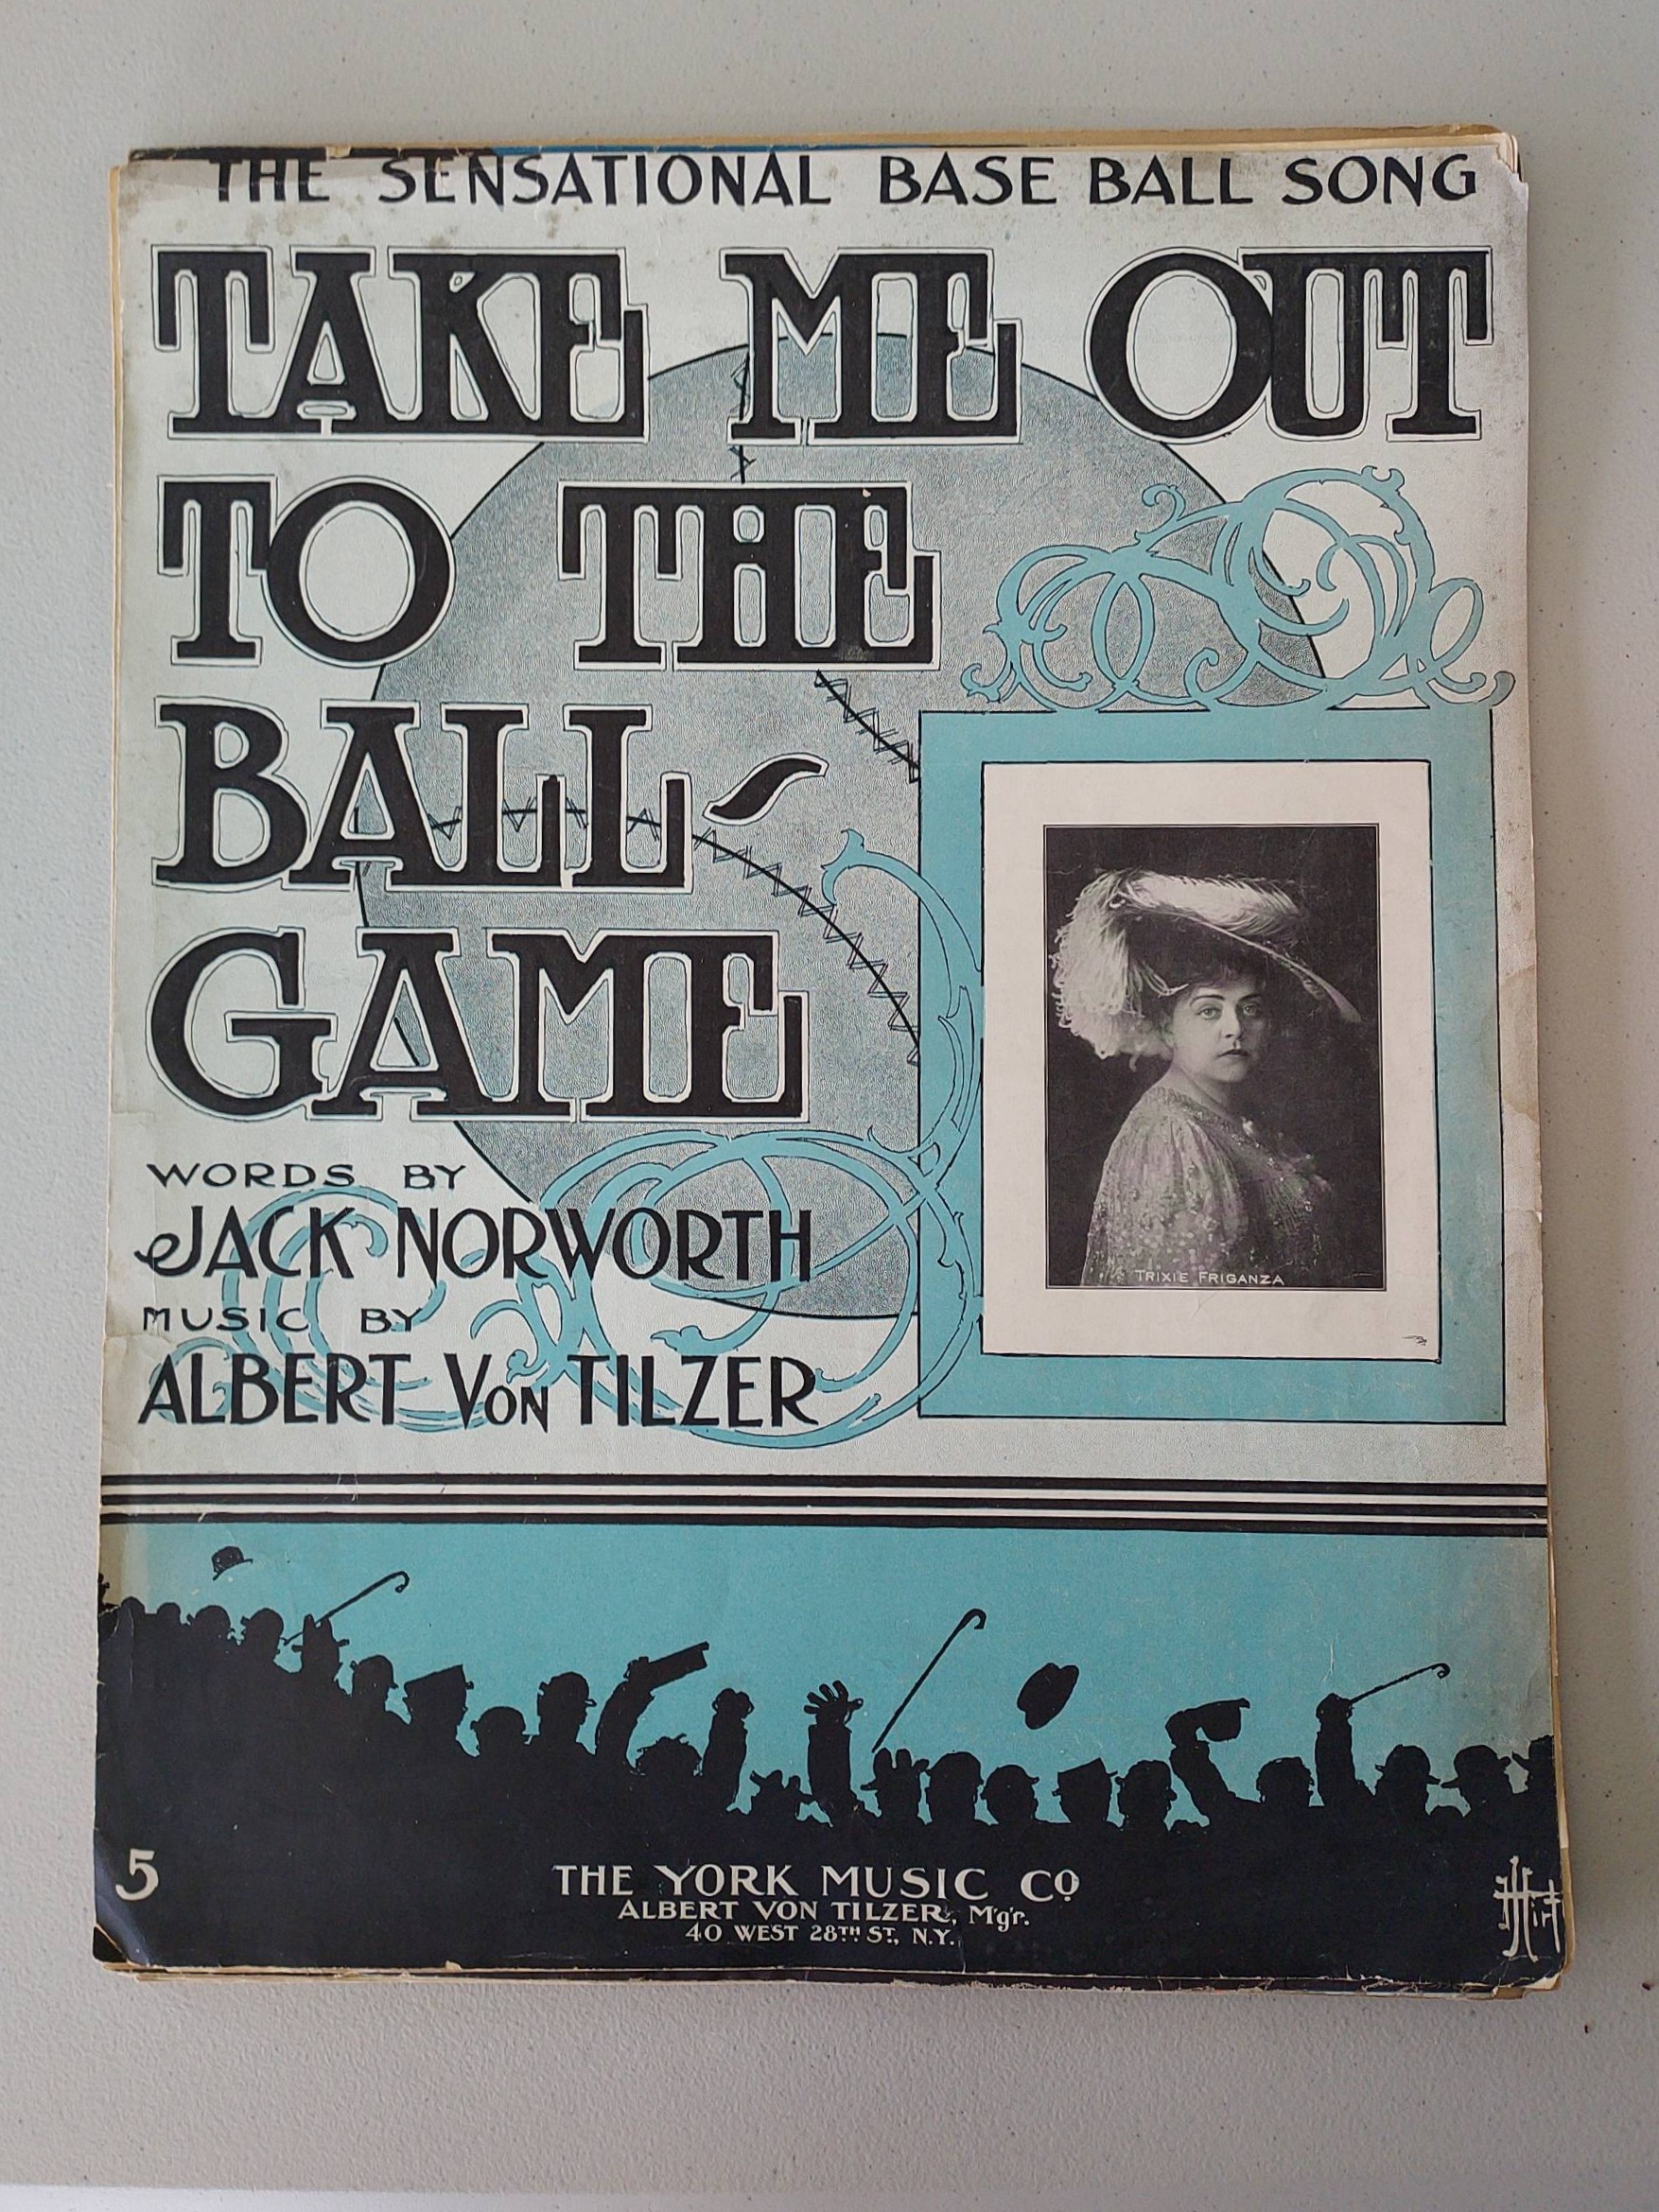 THE SENSATIONAL BASE BALL SONG
TAKE ME OUT
TO THE
BALL-
GAME
WORDS BY
JACK NORWORTH
MUSIC BY
ALBERT VON TILZER
TRIXIE FRIGANZA
5
THE YORK MUSIC Co
ALBERT VON TILZER, M'g'r.
40 WEST 28TH ST., N.Y.
Hirt